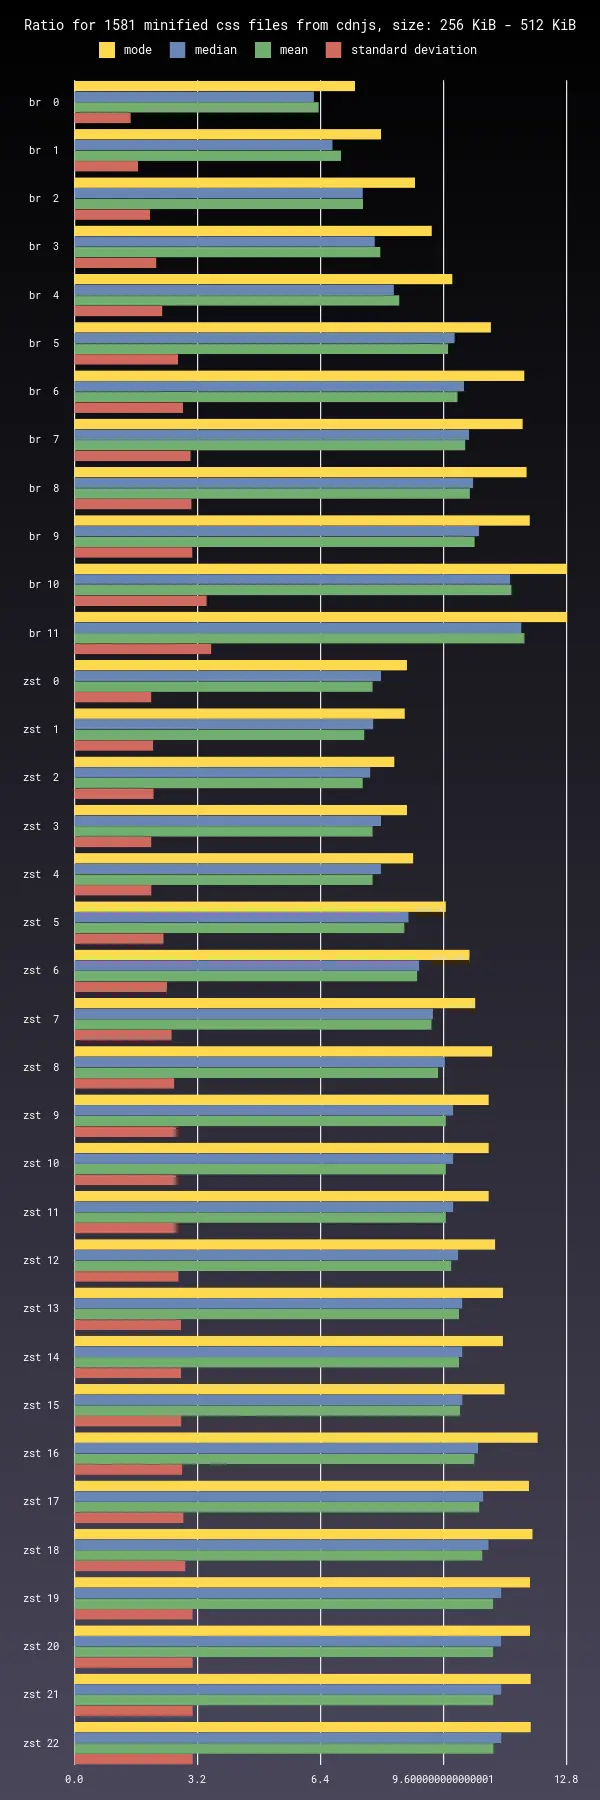 Ratio for 1581 minified css files from cdnjs, size: 256 KiB - 512 KiB
mode median mean standard deviation
br 0
br 1
br 2
br 3
br 4
br 5
br 6
br 7
br 8
br 9
br 10
br 11
zst 0
zst 1
zst 2
zst 3
zst 4
zst 5
zst 6
zst 7
zst 8
zst 9
zst 10
zst 11
zst 12
zst 13
zst 14
zst 15
zst 16
zst 17
zst 18
zst 19
zst 20
zst 21
zst 22
0.0 3.2 6.4 9.600000000000001 12.8